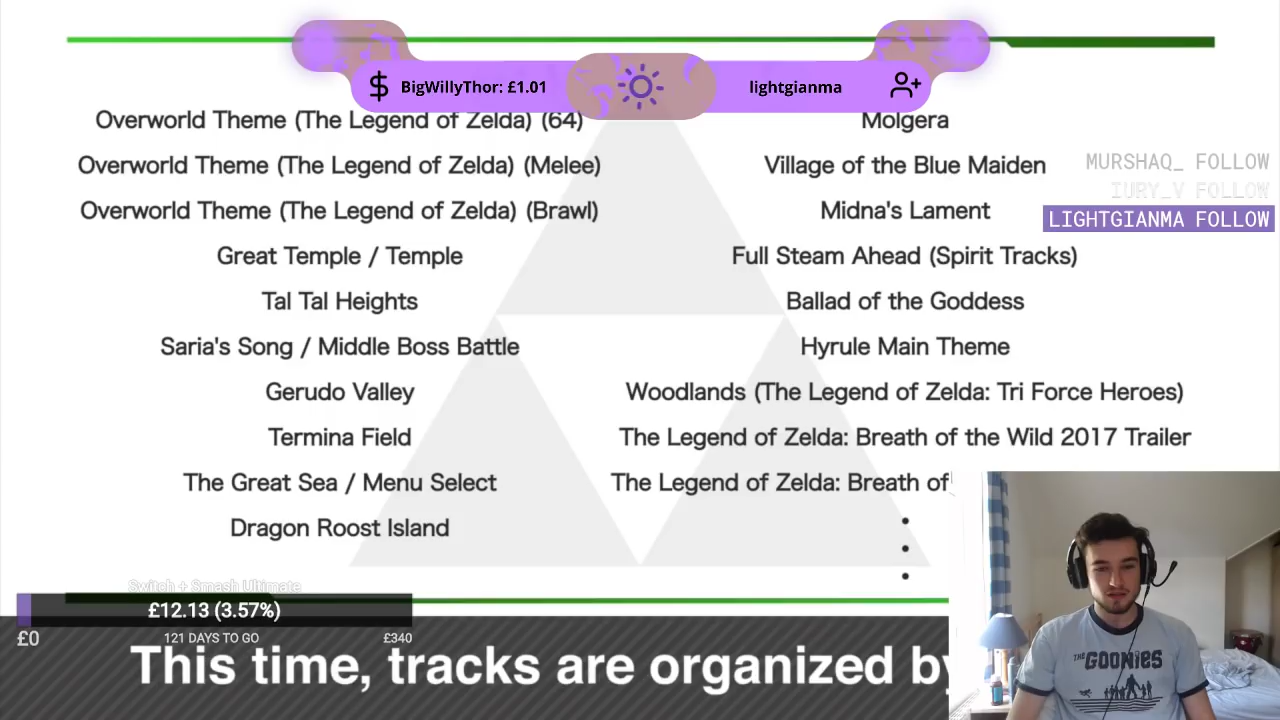 BigWillyThor: £1.01
lightgianma
Overworld Theme (The Legend of Zelda) (64)
Overworld Theme (The Legend of Zelda) (Melee)
Overworld Theme (The Legend of Zelda) (Brawl)
Great Temple / Temple
Tal Tal Heights
Saria's Song / Middle Boss Battle
Gerudo Valley
Termina Field
The Great Sea / Menu Select
Dragon Roost Island
Molgera
Village of the Blue Maiden
Midna's Lament
Full Steam Ahead (Spirit Tracks)
Ballad of the Goddess
Hyrule Main Theme
Woodlands (The Legend of Zelda: Tri Force Heroes)
The Legend of Zelda: Breath of the Wild 2017 Trailer
The Legend of Zelda: Breath of
MURSHAQ_ FOLLOW
IURY_V FOLLOW
LIGHTGIANMA FOLLOW
Switch + Smash Ultimate
£12.13 (3.57%)
£0 121 DAYS TO GO £340
This time, tracks are organized by
THE GOONIES